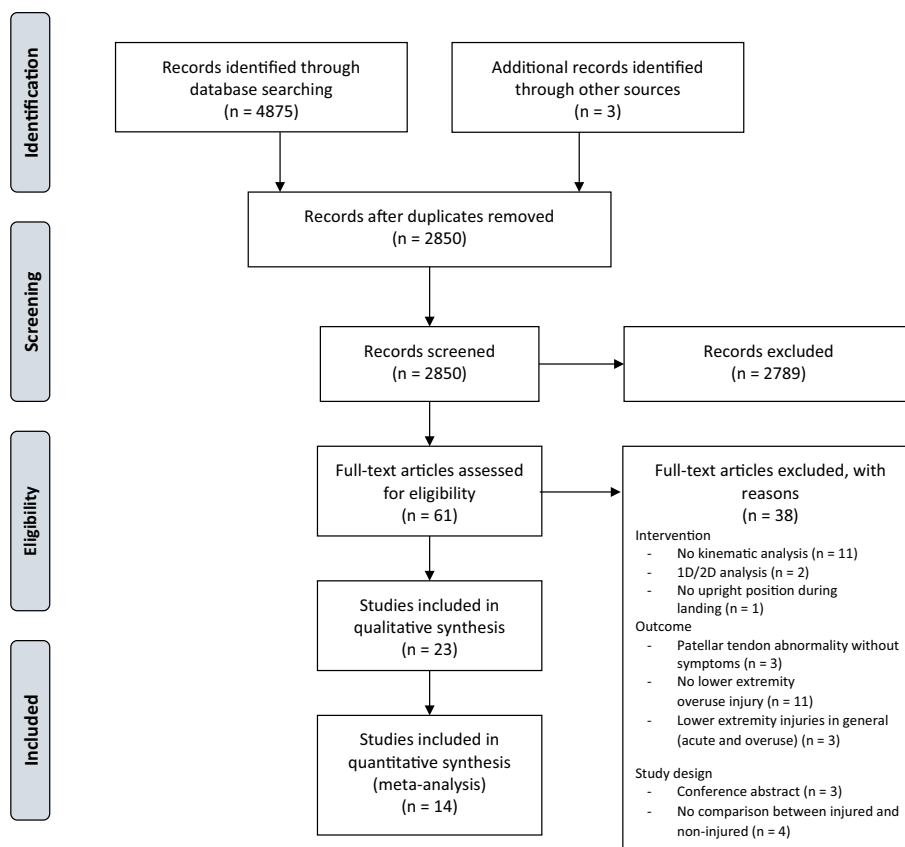 Identification
Records identified through
database searching
(n = 4875)
Additional records identified
through other sources
(n = 3)
Records after duplicates removed
(n = 2850)
Screening
Records screened
(n = 2850)
Records excluded
(n = 2789)
Eligibility
Full-text articles assessed
for eligibility
(n = 61)
Full-text articles excluded, with
reasons
(n = 38)
Intervention
- No kinematic analysis (n = 11)
- 1D/2D analysis (n = 2)
- No upright position during
landing (n = 1)
Outcome
- Patellar tendon abnormality without
symptoms (n = 3)
- No lower extremity
overuse injury (n = 11)
- Lower extremity injuries in general
(acute and overuse) (n = 3)
Study design
- Conference abstract (n = 3)
- No comparison between injured and
non-injured (n = 4)
Studies included in
qualitative synthesis
(n = 23)
Included
Studies included in
quantitative synthesis
(meta-analysis)
(n = 14)